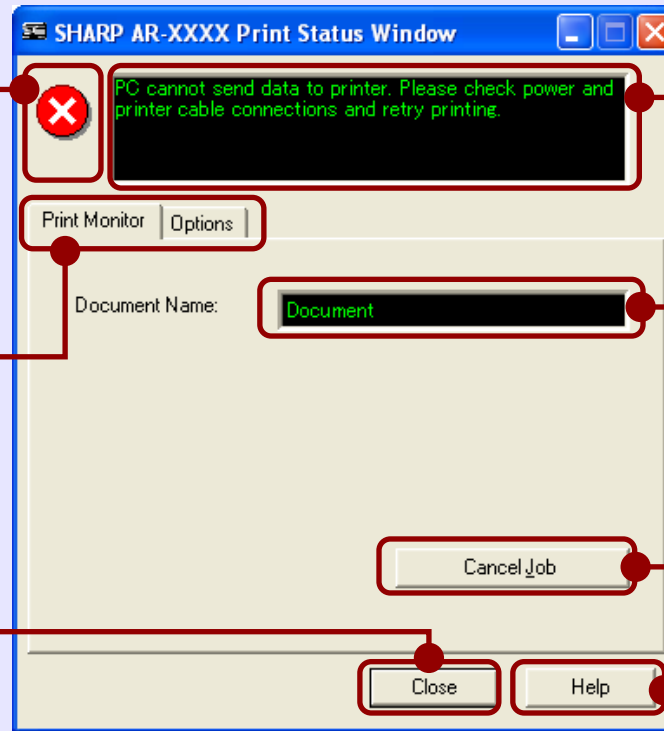 SHARP AR-XXXX Print Status Window
PC cannot send data to printer. Please check power and
printer cable connections and retry printing.
Print Monitor
Options
Document Name:
Document
Cancel Job
Close
Help